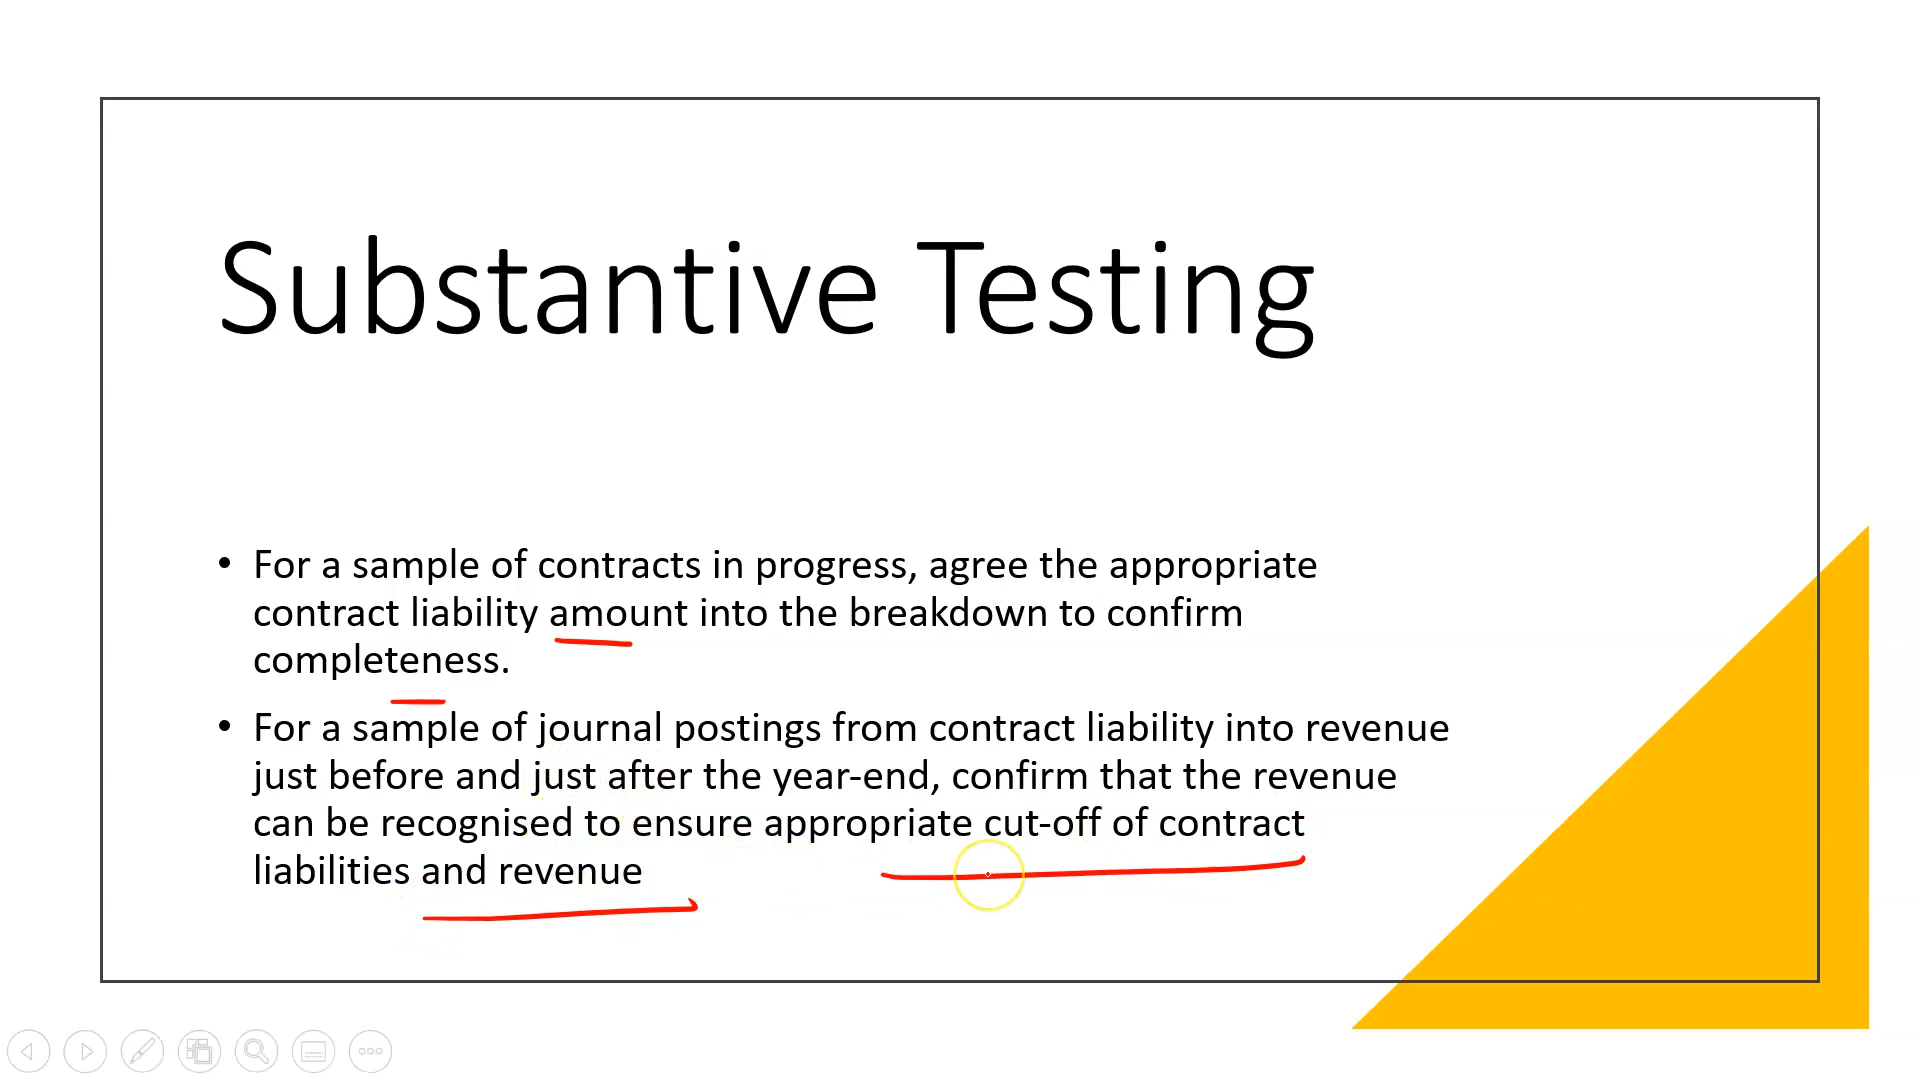 Substantive Testing
• For a sample of contracts in progress, agree the appropriate
contract liability amount into the breakdown to confirm
completeness.
• For a sample of journal postings from contract liability into revenue
just before and just after the year-end, confirm that the revenue
can be recognised to ensure appropriate cut-off of contract
liabilities and revenue